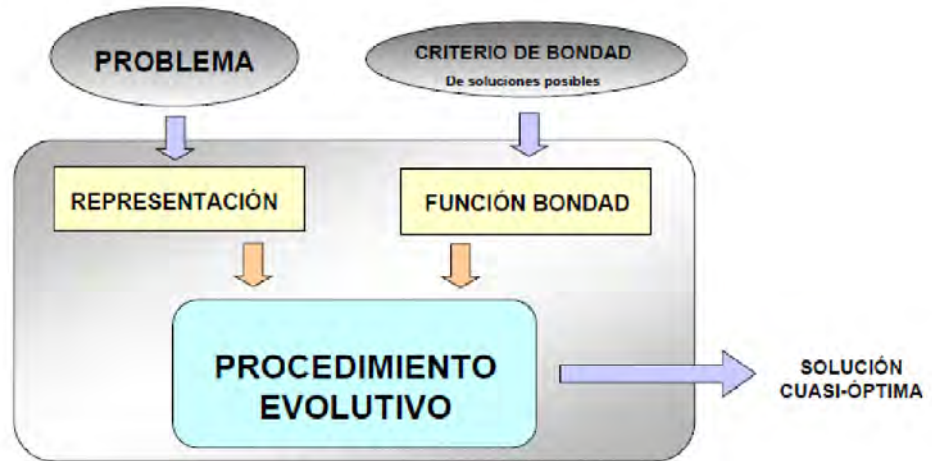 PROBLEMA
CRITERIO DE BONDAD
De soluciones posibles
REPRESENTACIÓN
FUNCIÓN BONDAD
PROCEDIMIENTO
EVOLUTIVO
SOLUCIÓN
CUASI-ÓPTIMA